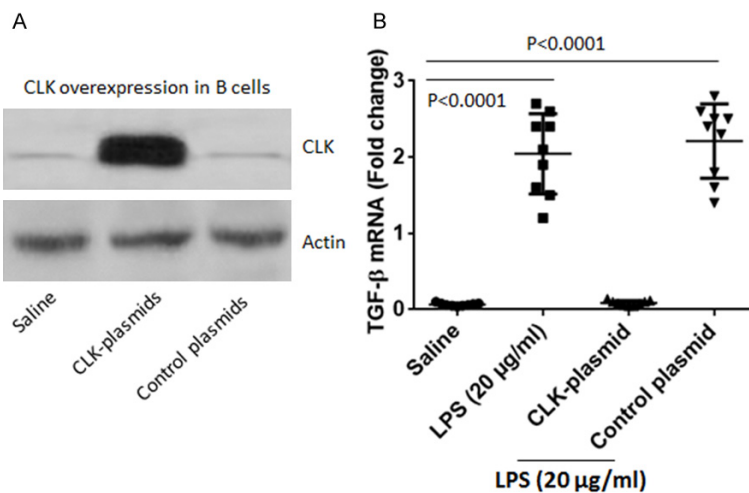 A
CLK overexpression in B cells
CLK
Actin
Saline
CLK-plasmids
Control plasmids
B
P<0.0001
P<0.0001
TGF-β mRNA (Fold change)
3
2
1
0
Saline
LPS (20 μg/ml)
CLK-plasmid
Control plasmid
LPS (20 μg/ml)